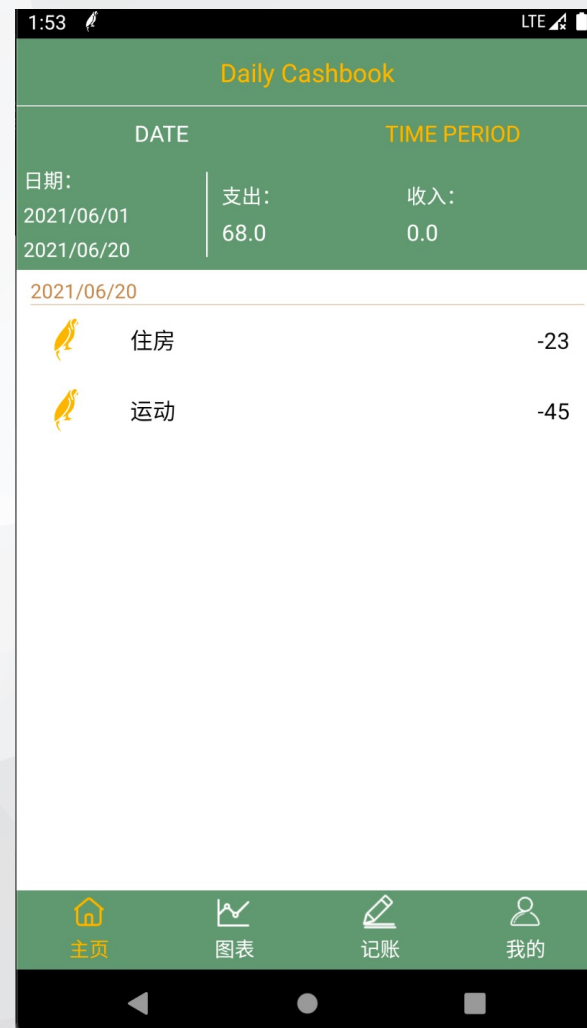 1:53 LTE
Daily Cashbook
DATE TIME PERIOD
日期：
2021/06/01
2021/06/20
支出：
68.0
收入：
0.0
2021/06/20
住房 -23
运动 -45
主页 图表 记账 我的